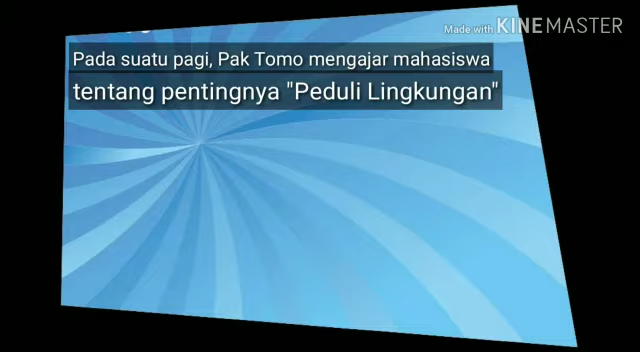 Made with KINEMASTER
Pada suatu pagi, Pak Tomo mengajar mahasiswa
tentang pentingnya "Peduli Lingkungan"